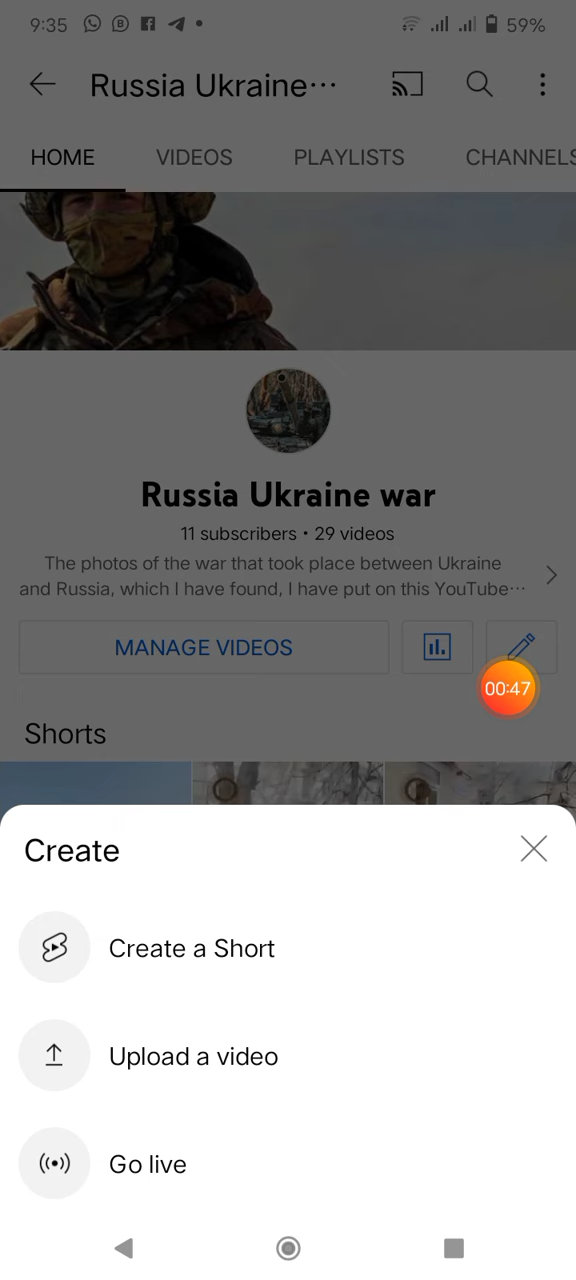 9:35
59%
Russia Ukraine···
HOME VIDEOS PLAYLISTS CHANNELS
Russia Ukraine war
11 subscribers • 29 videos
The photos of the war that took place between Ukraine
and Russia, which I have found, I have put on this YouTube···
MANAGE VIDEOS
00:47
Shorts
Create
Create a Short
Upload a video
Go live